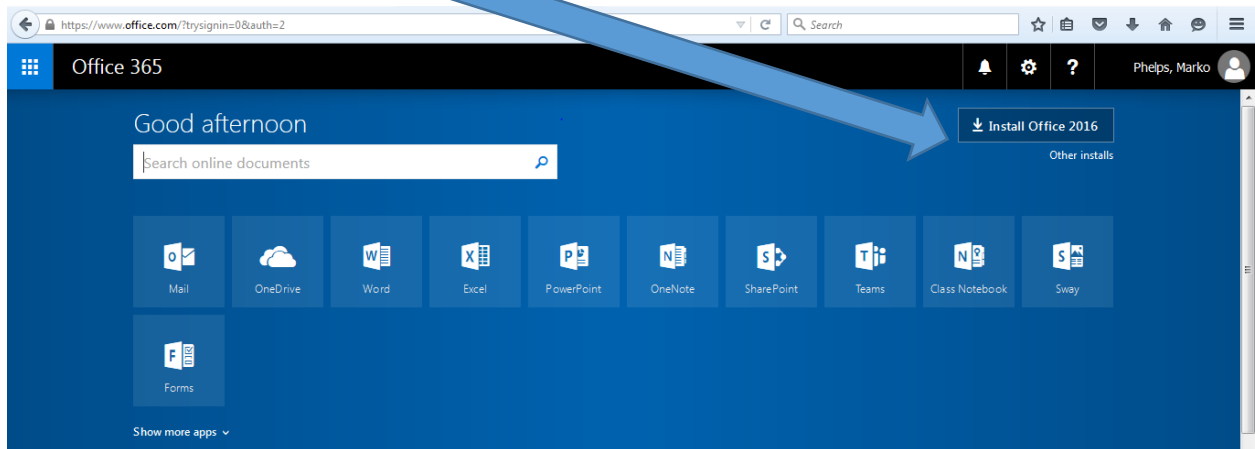 https://www.office.com/?trysignin=0&auth=2
Search
Office 365
?
Phelps, Marko
Good afternoon
Install Office 2016
Search online documents
Other installs
Mail
OneDrive
Word
Excel
PowerPoint
OneNote
SharePoint
Teams
Class Notebook
Sway
Forms
Show more apps